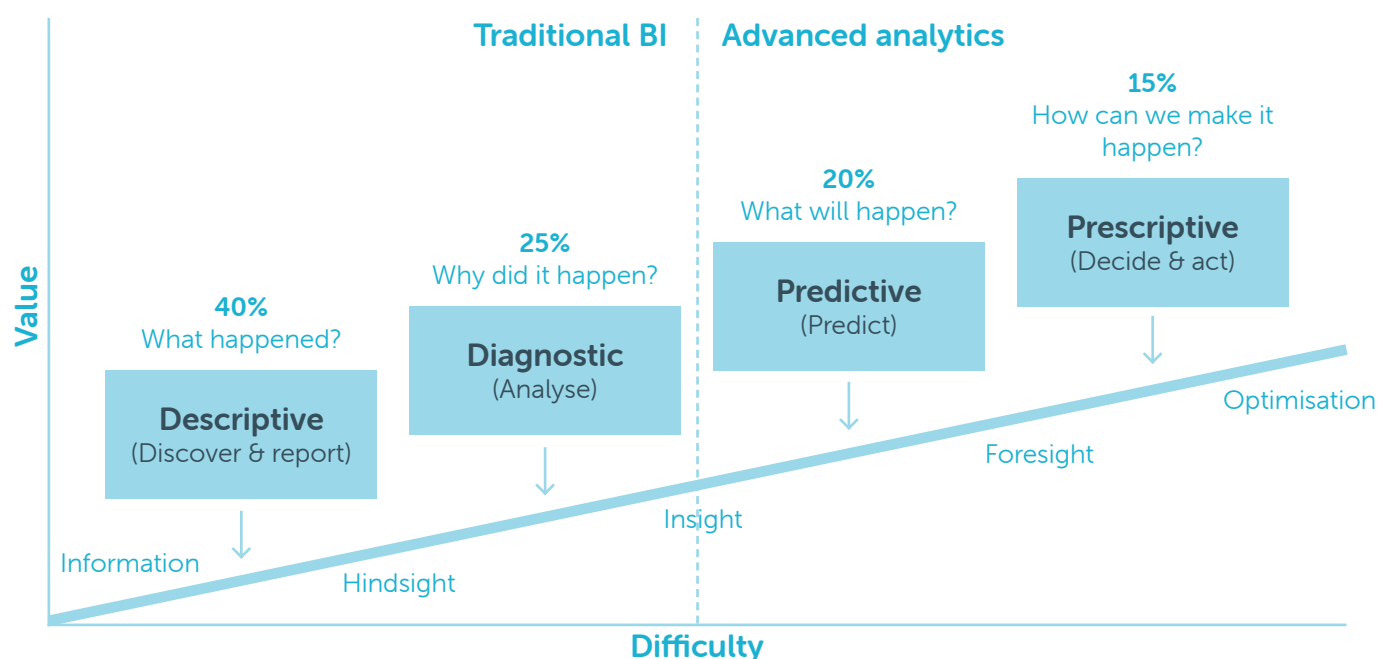 Traditional BI
Advanced analytics
15%
How can we make it
happen?
Prescriptive
(Decide & act)
20%
What will happen?
Predictive
(Predict)
25%
Why did it happen?
Diagnostic
(Analyse)
40%
What happened?
Descriptive
(Discover & report)
Value
Information
Hindsight
Insight
Foresight
Optimisation
Difficulty